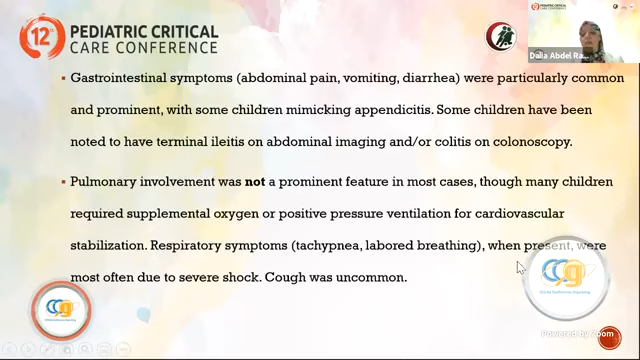 12th
PEDIATRIC CRITICAL
CARE CONFERENCE
Dalia Abdel Ra...
▪ Gastrointestinal symptoms (abdominal pain, vomiting, diarrhea) were particularly common
and prominent, with some children mimicking appendicitis. Some children have been
noted to have terminal ileitis on abdominal imaging and/or colitis on colonoscopy.
▪ Pulmonary involvement was not a prominent feature in most cases, though many children
required supplemental oxygen or positive pressure ventilation for cardiovascular
stabilization. Respiratory symptoms (tachypnea, labored breathing), when present, were
most often due to severe shock. Cough was uncommon.
Powered by Zoom